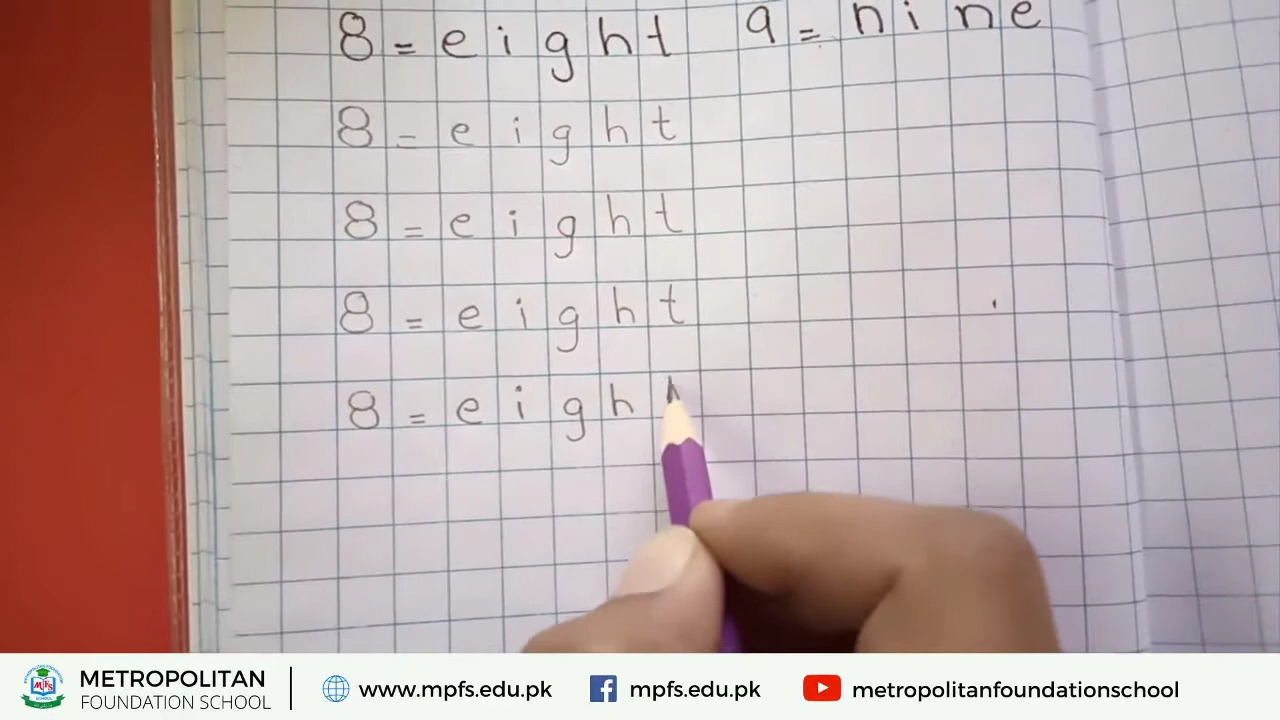 8 = eight 9 = nine
8 = eight
8 = eight
8 = eight
8 = eigh
METROPOLITAN
FOUNDATION SCHOOL
www.mpfs.edu.pk
mpfs.edu.pk
metropolitanfoundationschool